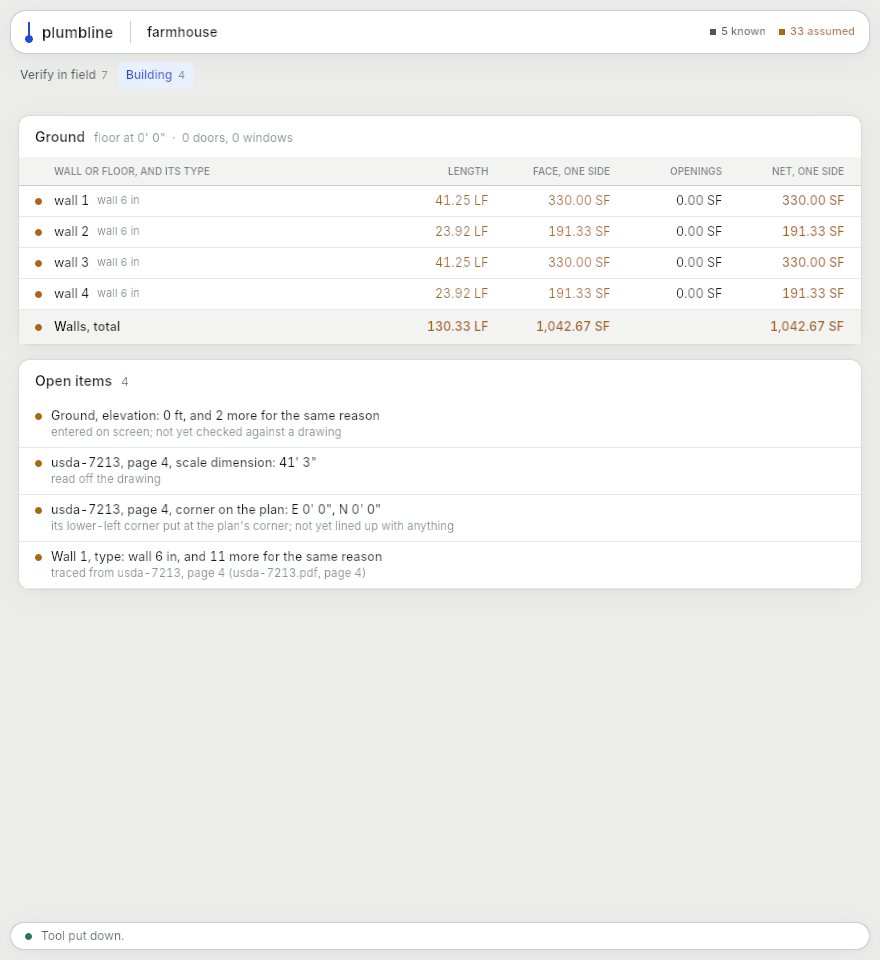 plumbline farmhouse 5 known 33 assumed
Verify in field 7 Building 4
Ground floor at 0' 0" · 0 doors, 0 windows
WALL OR FLOOR, AND ITS TYPE LENGTH FACE, ONE SIDE OPENINGS NET, ONE SIDE
wall 1 wall 6 in 41.25 LF 330.00 SF 0.00 SF 330.00 SF
wall 2 wall 6 in 23.92 LF 191.33 SF 0.00 SF 191.33 SF
wall 3 wall 6 in 41.25 LF 330.00 SF 0.00 SF 330.00 SF
wall 4 wall 6 in 23.92 LF 191.33 SF 0.00 SF 191.33 SF
Walls, total 130.33 LF 1,042.67 SF 1,042.67 SF
Open items 4
Ground, elevation: 0 ft, and 2 more for the same reason
entered on screen; not yet checked against a drawing
usda-7213, page 4, scale dimension: 41' 3"
read off the drawing
usda-7213, page 4, corner on the plan: E 0' 0", N 0' 0"
its lower-left corner put at the plan's corner; not yet lined up with anything
Wall 1, type: wall 6 in, and 11 more for the same reason
traced from usda-7213, page 4 (usda-7213.pdf, page 4)
Tool put down.